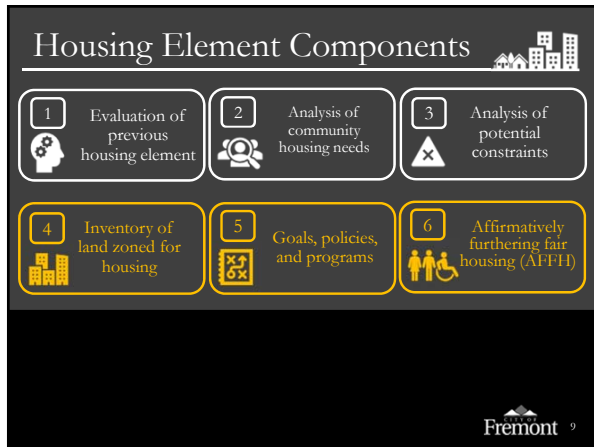 Housing Element Components
1
Evaluation of
previous
housing element
2
Analysis of
community
housing needs
3
Analysis of
potential
constraints
4
Inventory of
land zoned for
housing
5
Goals, policies,
and programs
6
Affirmatively
furthering fair
housing (AFFH)
CITY OF
Fremont
9